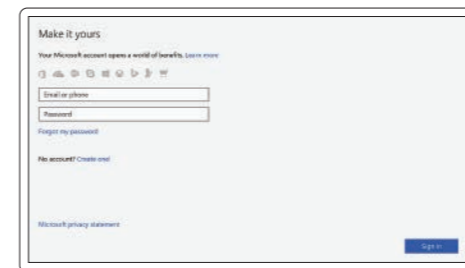 Make it yours
Your Microsoft account opens a world of benefits. Learn more
Email or phone
Password
Forgot my password
No account? Create one!
Microsoft privacy statement
Sign in